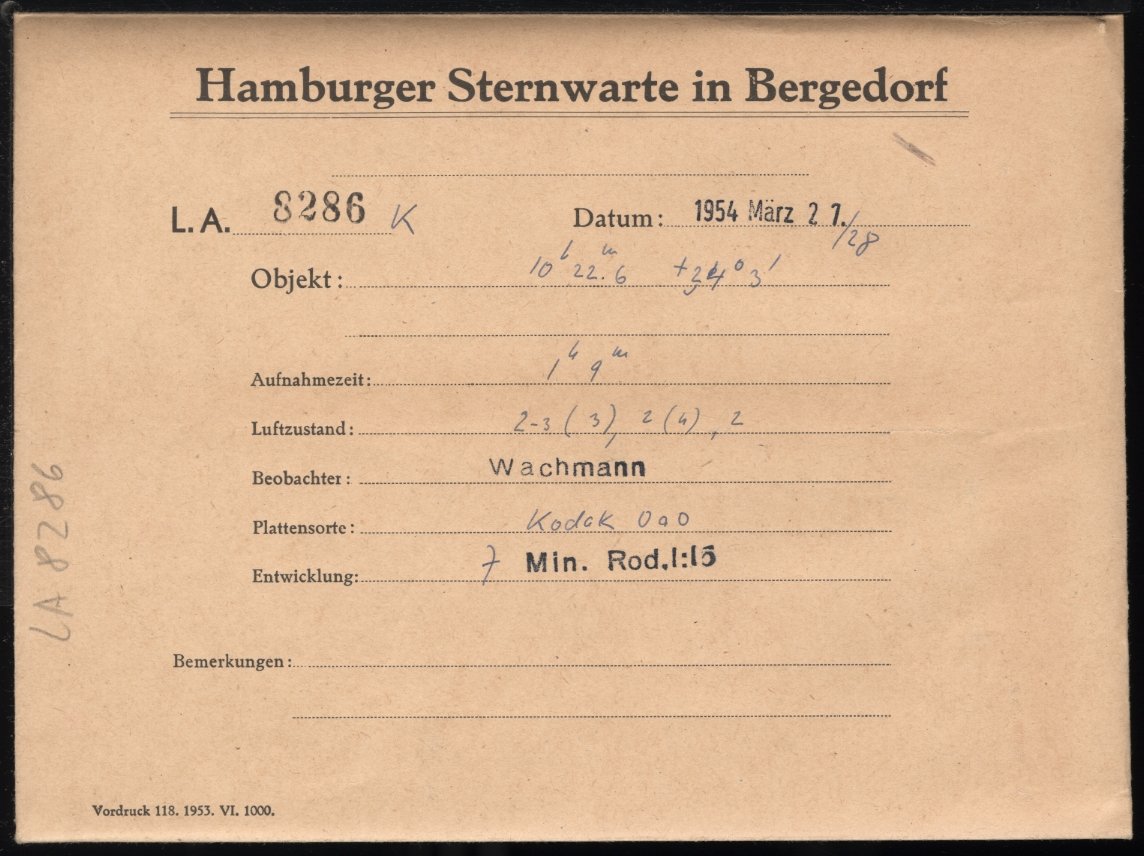 Hamburger Sternwarte in Bergedorf
L.A. 8286 K Datum: 1954 März 27./28
Objekt: 10h 22.m6 +24° 3'
Aufnahmezeit: 1h 9m
Luftzustand: 2-3 (3), 2 (4), 2
Beobachter: Wachmann
Plattensorte: Kodak OaO
Entwicklung: 7 Min. Rod. 1:15
Bemerkungen:
Vordruck 118. 1953. VI. 1000.
LA 8286